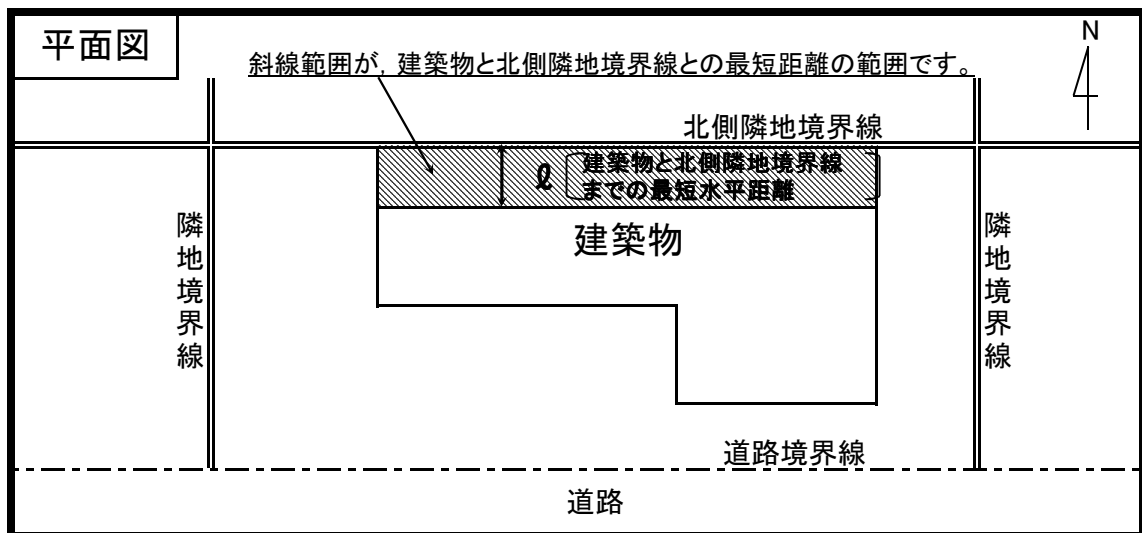 平面図
N
斜線範囲が，建築物と北側隣地境界線との最短距離の範囲です。
北側隣地境界線
ℓ
建築物と北側隣地境界線
までの最短水平距離
建築物
隣地境界線
隣地境界線
道路境界線
道路